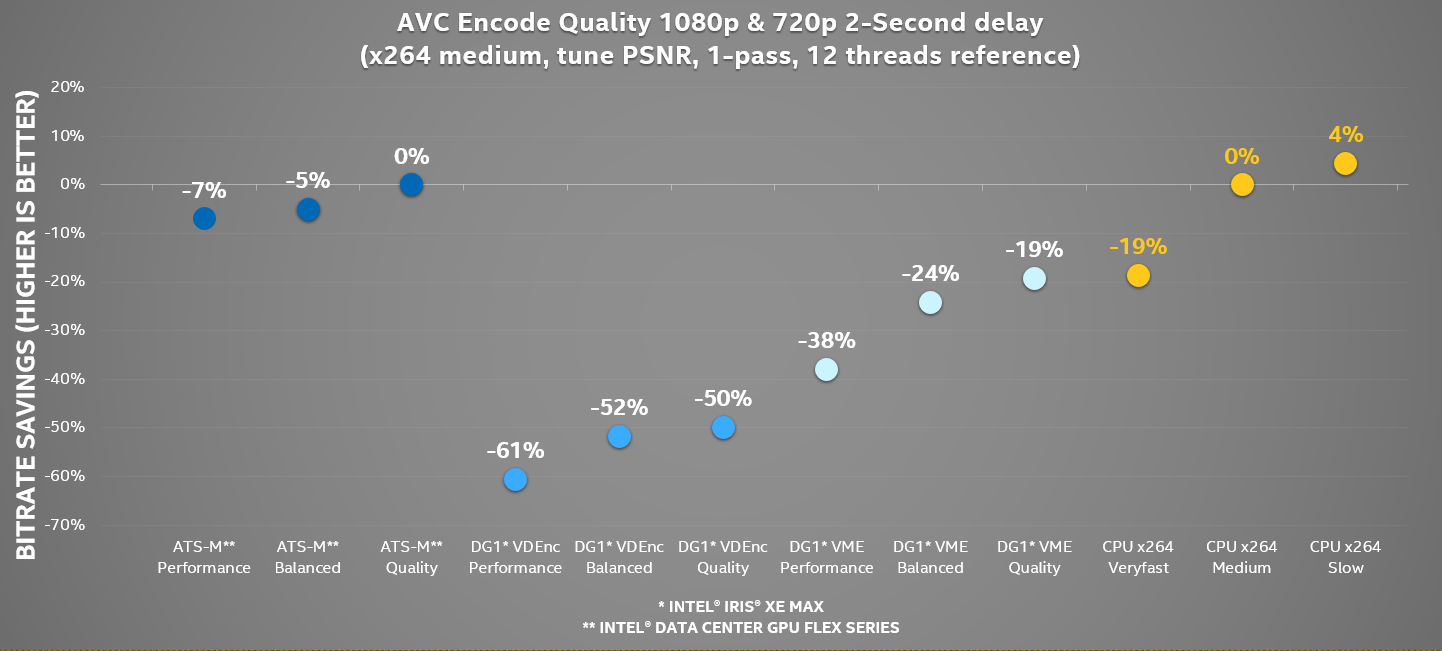 AVC Encode Quality 1080p & 720p 2-Second delay
(x264 medium, tune PSNR, 1-pass, 12 threads reference)
BITRATE SAVINGS (HIGHER IS BETTER)
20%
10%
0%
-10%
-20%
-30%
-40%
-50%
-60%
-70%
-7%
-5%
0%
-61%
-52%
-50%
-38%
-24%
-19%
-19%
0%
4%
ATS-M**
Performance
ATS-M**
Balanced
ATS-M**
Quality
DG1* VDEnc
Performance
DG1* VDEnc
Balanced
DG1* VDEnc
Quality
DG1* VME
Performance
DG1* VME
Balanced
DG1* VME
Quality
CPU x264
Veryfast
CPU x264
Medium
CPU x264
Slow
* INTEL® IRIS® XE MAX
** INTEL® DATA CENTER GPU FLEX SERIES